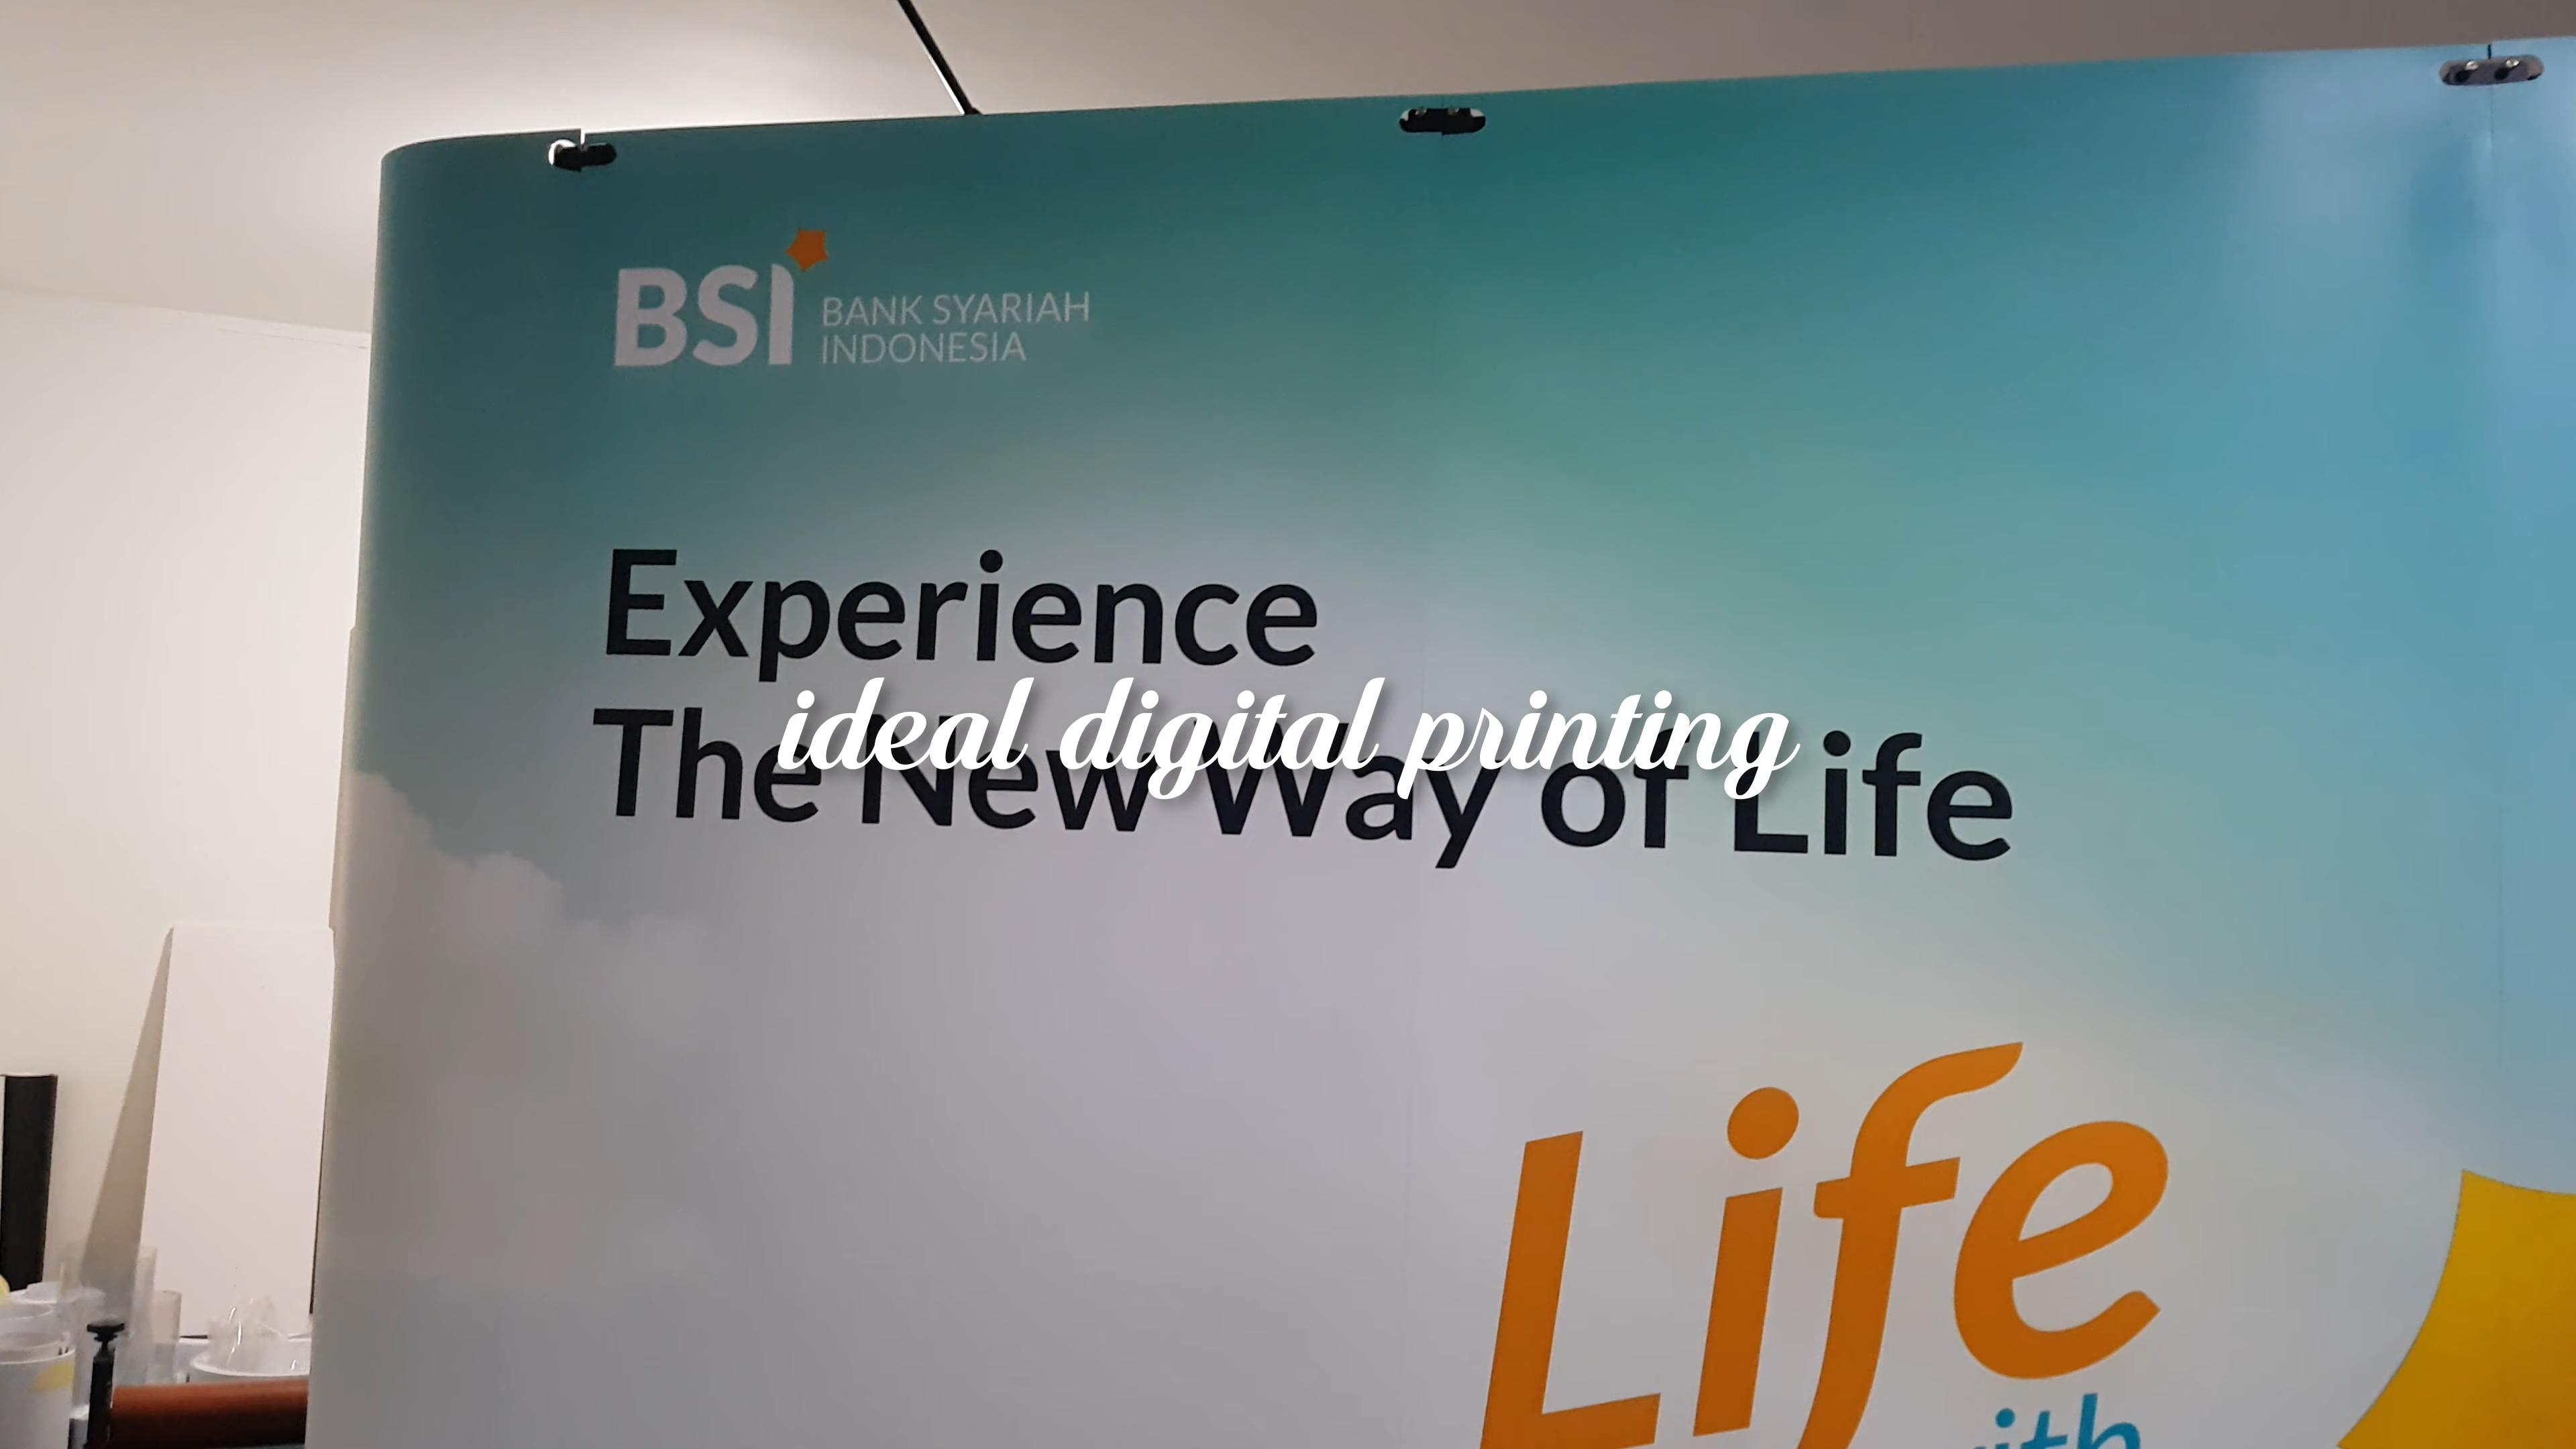 BSI
BANK SYARIAH
INDONESIA
Experience
The New Way of Life
ideal digital printing
Life